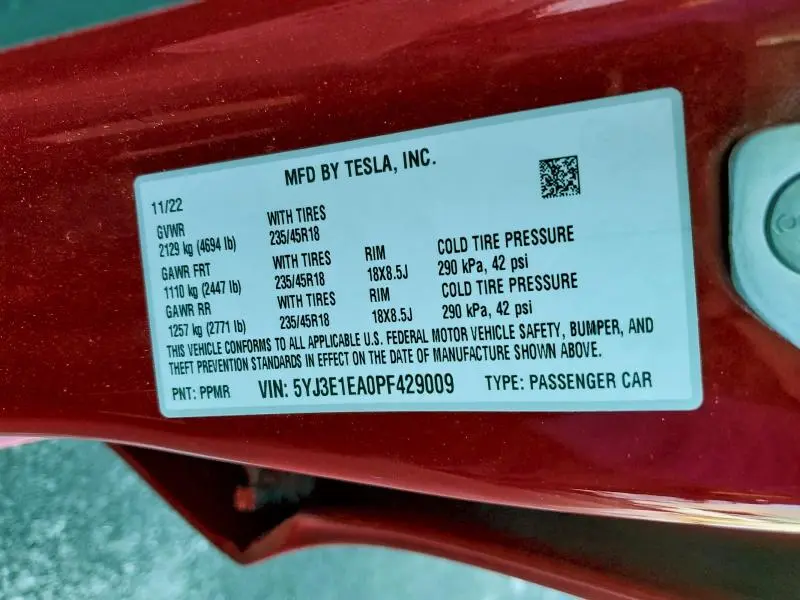 MFD BY TESLA, INC.
11/22
GVWR WITH TIRES
2129 kg (4694 lb) 235/45R18
GAWR FRT WITH TIRES RIM COLD TIRE PRESSURE
1110 kg (2447 lb) 235/45R18 18X8.5J 290 kPa, 42 psi
GAWR RR WITH TIRES RIM COLD TIRE PRESSURE
1257 kg (2771 lb) 235/45R18 18X8.5J 290 kPa, 42 psi
THIS VEHICLE CONFORMS TO ALL APPLICABLE U.S. FEDERAL MOTOR VEHICLE SAFETY, BUMPER, AND
THEFT PREVENTION STANDARDS IN EFFECT ON THE DATE OF MANUFACTURE SHOWN ABOVE.
PNT: PPMR VIN: 5YJ3E1EA0PF429009 TYPE: PASSENGER CAR